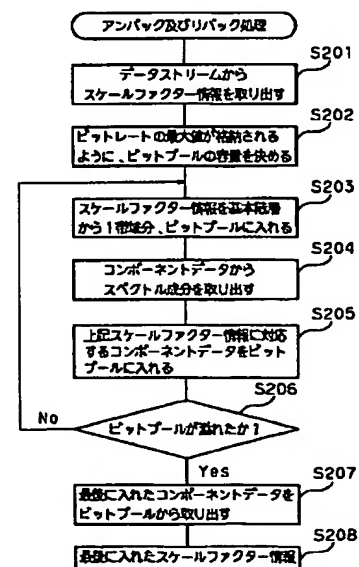 アンパック及びリパック処理
S201
データストリームから
スケールファクター情報を取り出す
S202
ビットレートの最大値が格納される
ように、ビットプールの容量を決める
S203
スケールファクター情報を基本階層
から1帯域分、ビットプールに入れる
S204
コンポーネントデータから
スペクトル成分を取り出す
S205
上記スケールファクター情報に対応
するコンポーネントデータをビット
プールに入れる
S206
ビットプールが溢れたか?
No
Yes
S207
最後に入れたコンポーネントデータを
ビットプールから取り出す
S208
最後に入れたスケールファクター情報